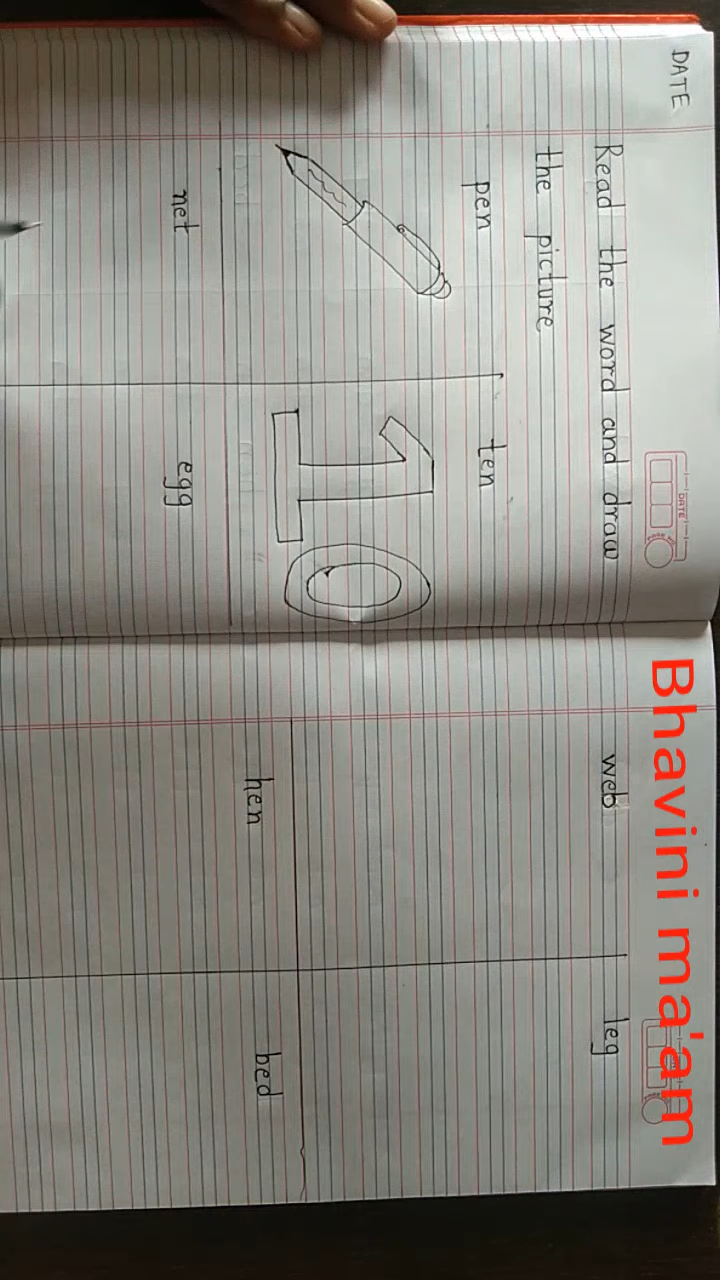 DATE
Read the word and draw
the picture
pen
ten
10
net
egg
DATE
Bhavini ma'am
web
leg
hen
bed